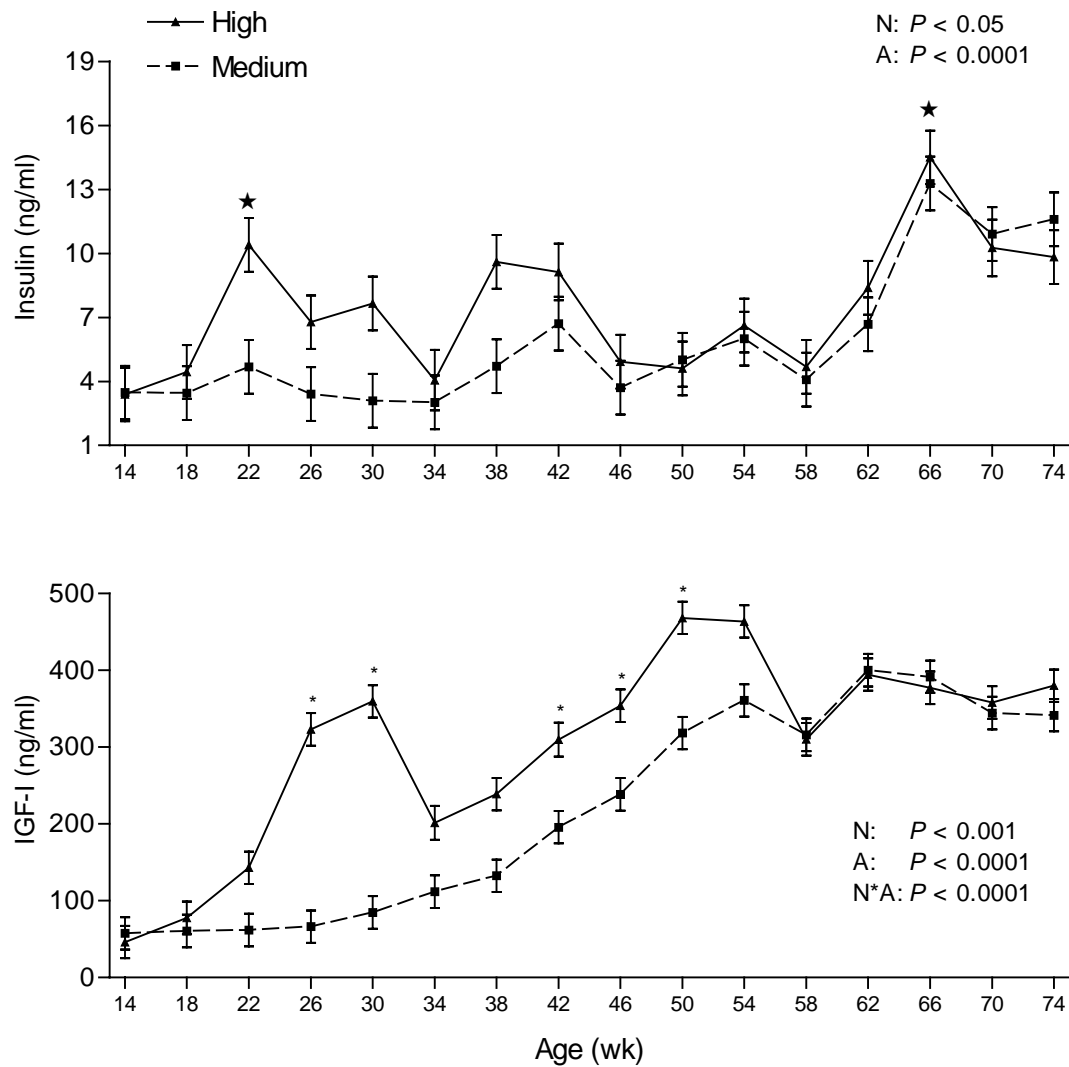 High
Medium
N: P < 0.05
A: P < 0.0001
Insulin (ng/ml)
19
16
13
10
7
4
1
★
★
14 18 22 26 30 34 38 42 46 50 54 58 62 66 70 74
IGF-I (ng/ml)
500
400
300
200
100
0
* * * * *
N: P < 0.001
A: P < 0.0001
N*A: P < 0.0001
14 18 22 26 30 34 38 42 46 50 54 58 62 66 70 74
Age (wk)